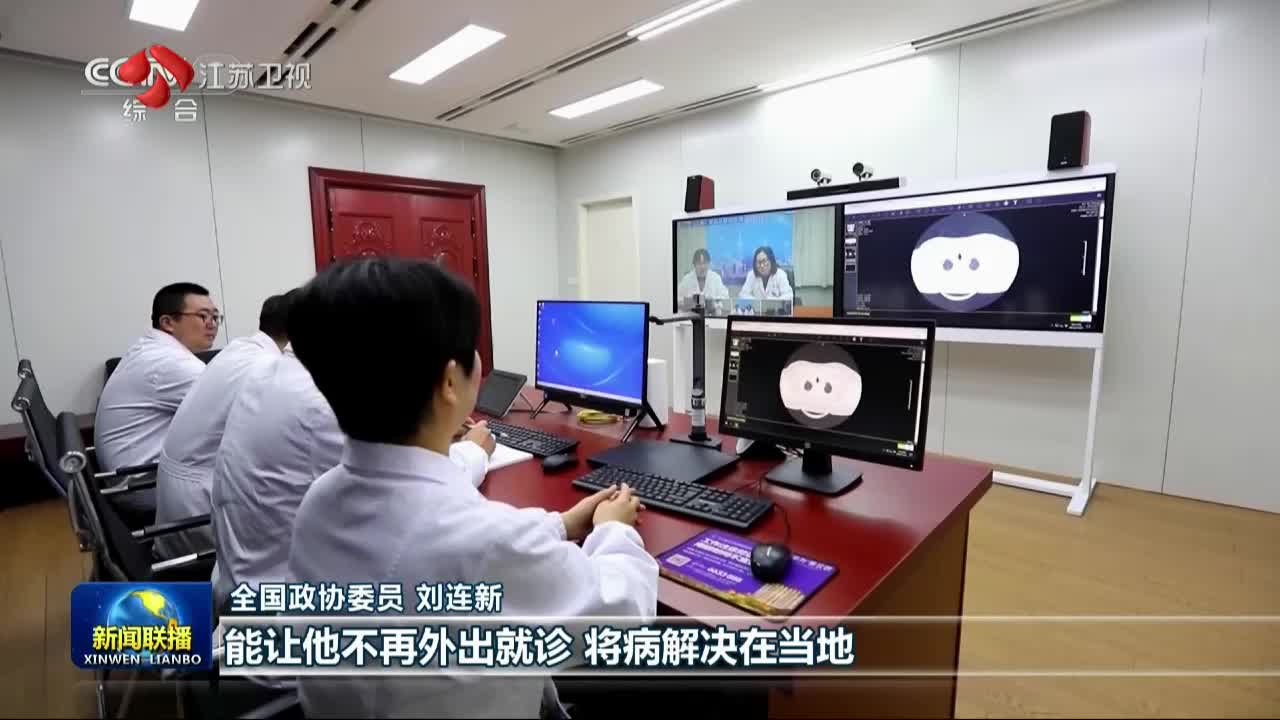 CCTV 江苏卫视
综合
全国政协委员 刘连新
新闻联播
XINWEN LIANBO
能让他不再外出就诊 将病解决在当地